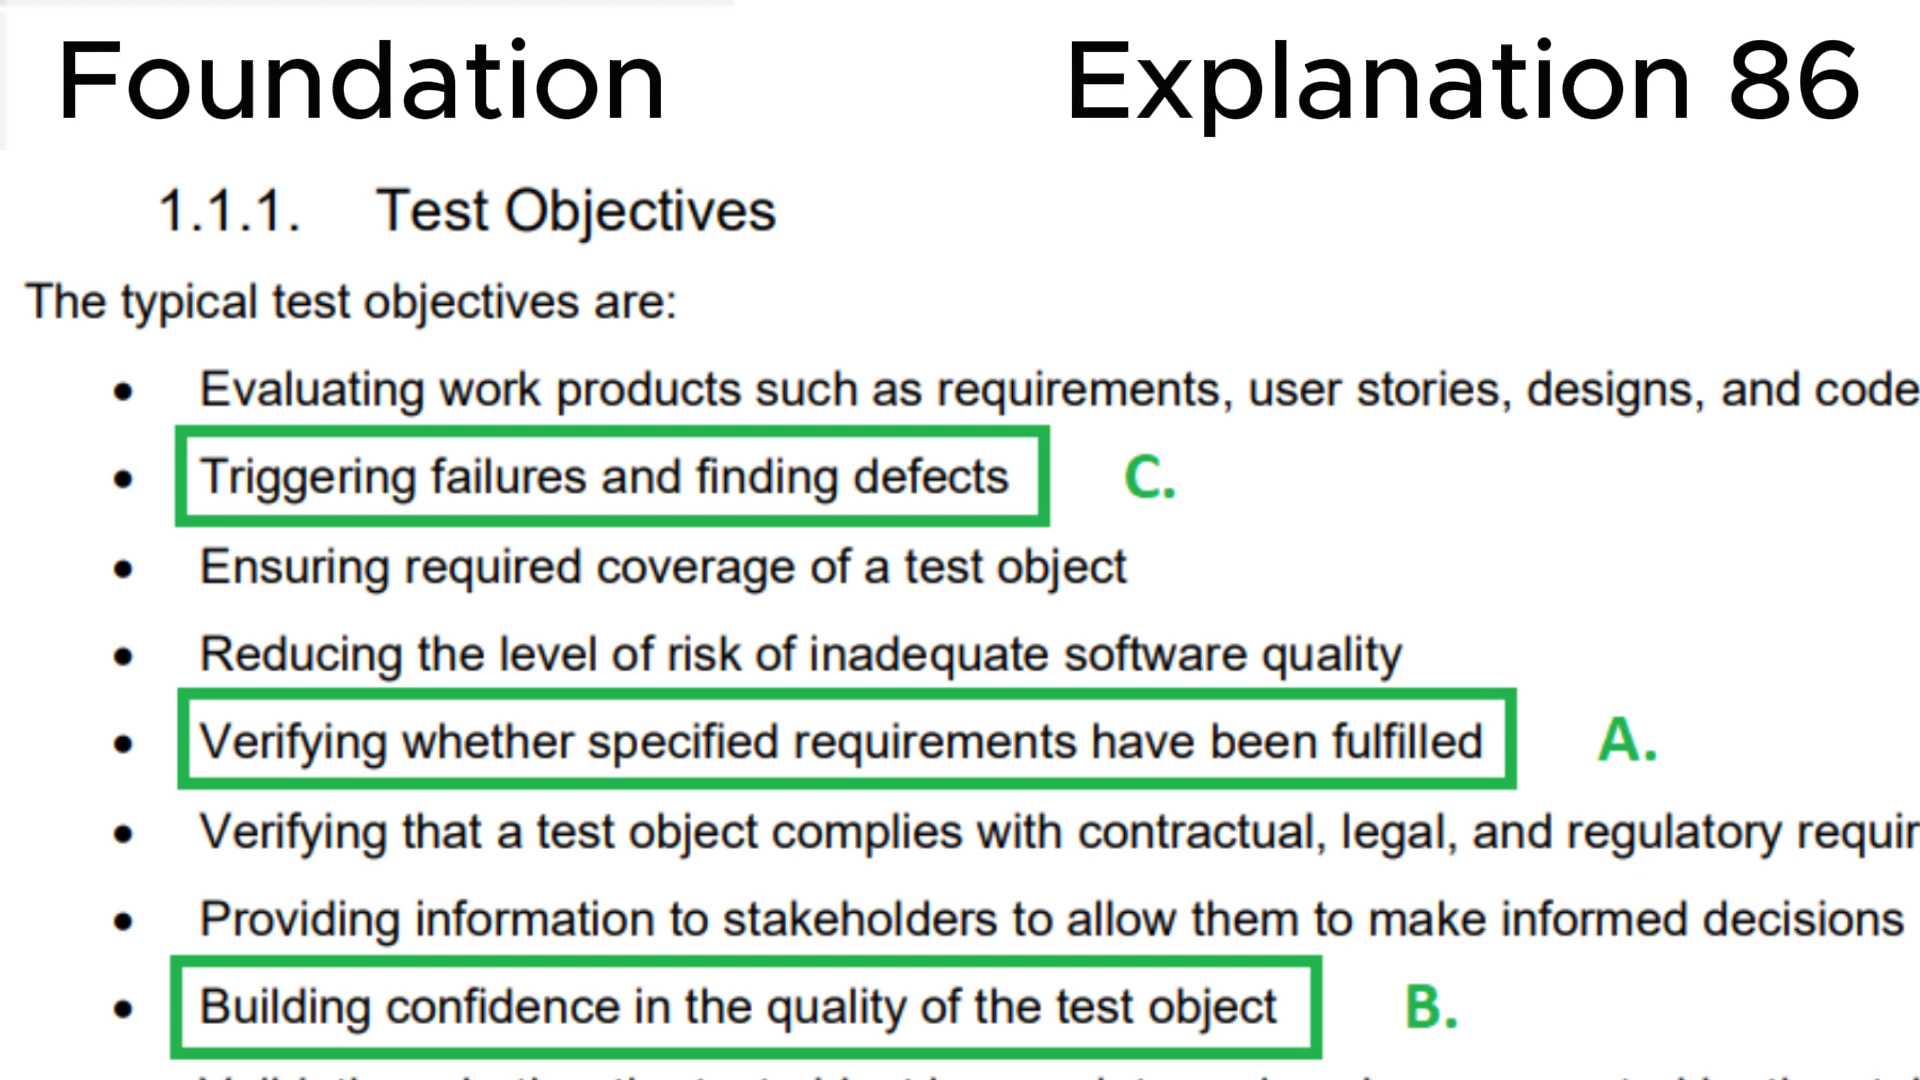 Foundation Explanation 86
1.1.1. Test Objectives
The typical test objectives are:
• Evaluating work products such as requirements, user stories, designs, and code
• Triggering failures and finding defects C.
• Ensuring required coverage of a test object
• Reducing the level of risk of inadequate software quality
• Verifying whether specified requirements have been fulfilled A.
• Verifying that a test object complies with contractual, legal, and regulatory requir
• Providing information to stakeholders to allow them to make informed decisions
• Building confidence in the quality of the test object B.